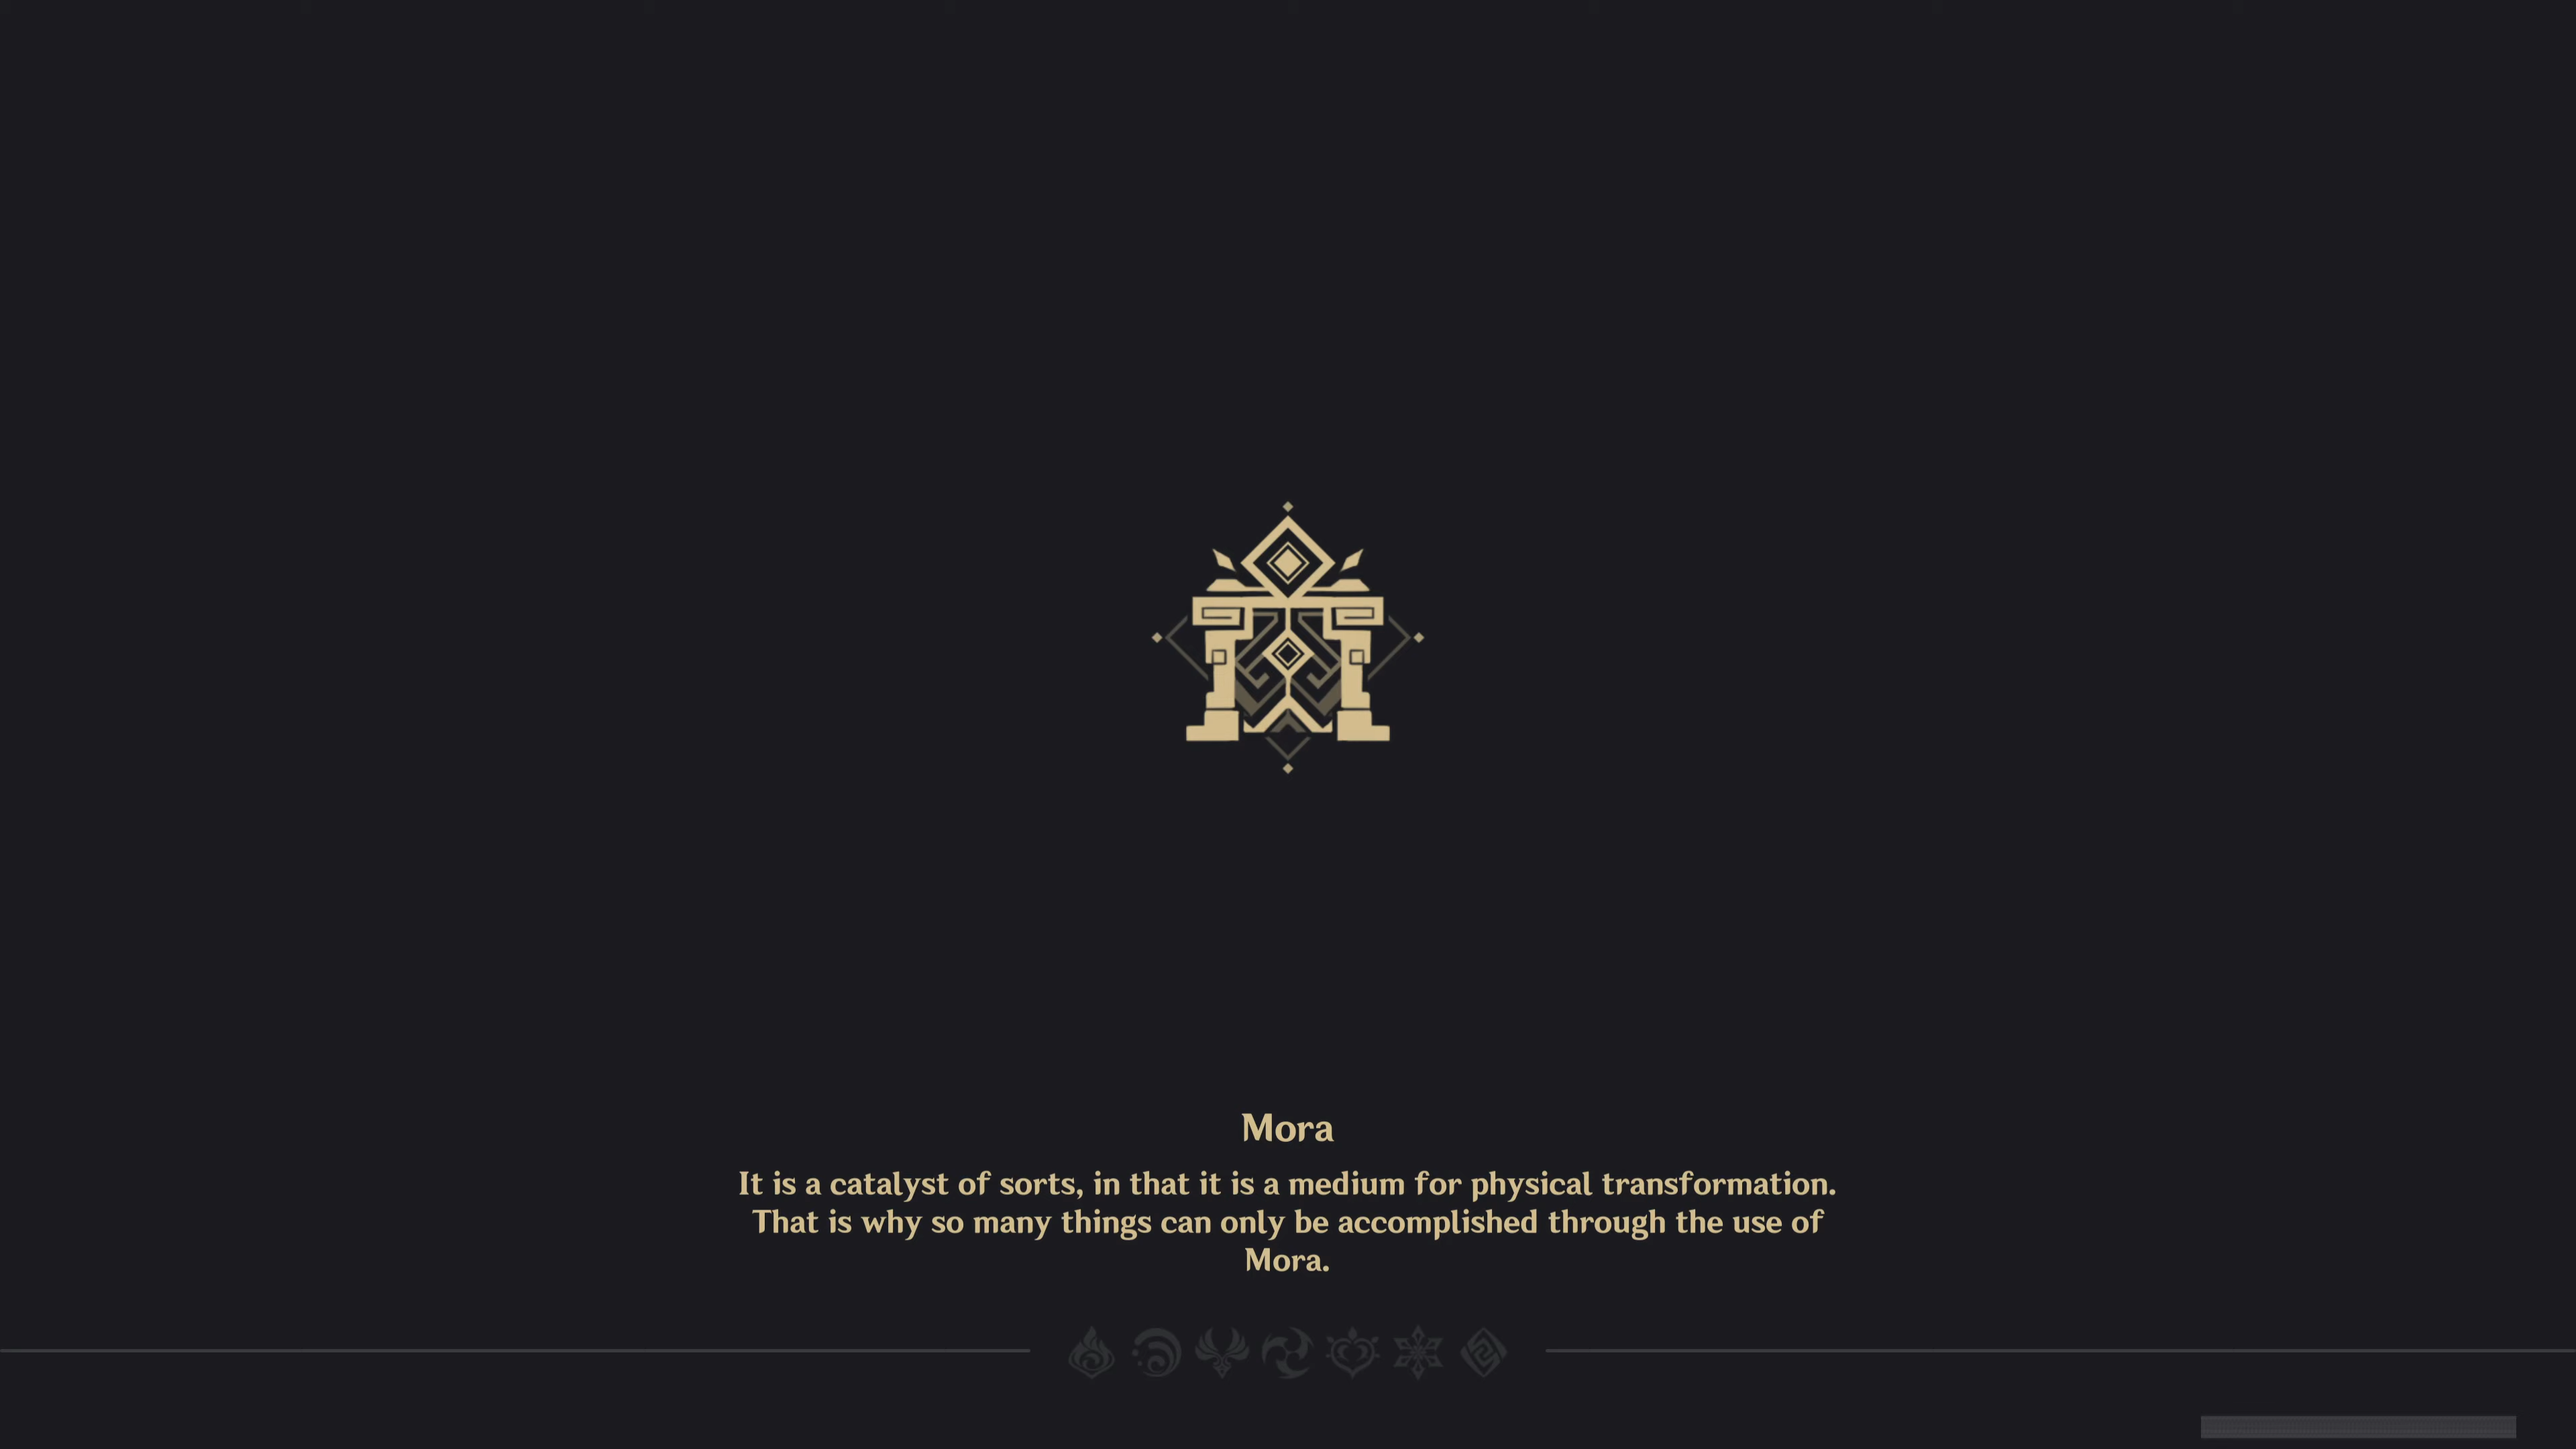 Mora
It is a catalyst of sorts, in that it is a medium for physical transformation.
That is why so many things can only be accomplished through the use of
Mora.